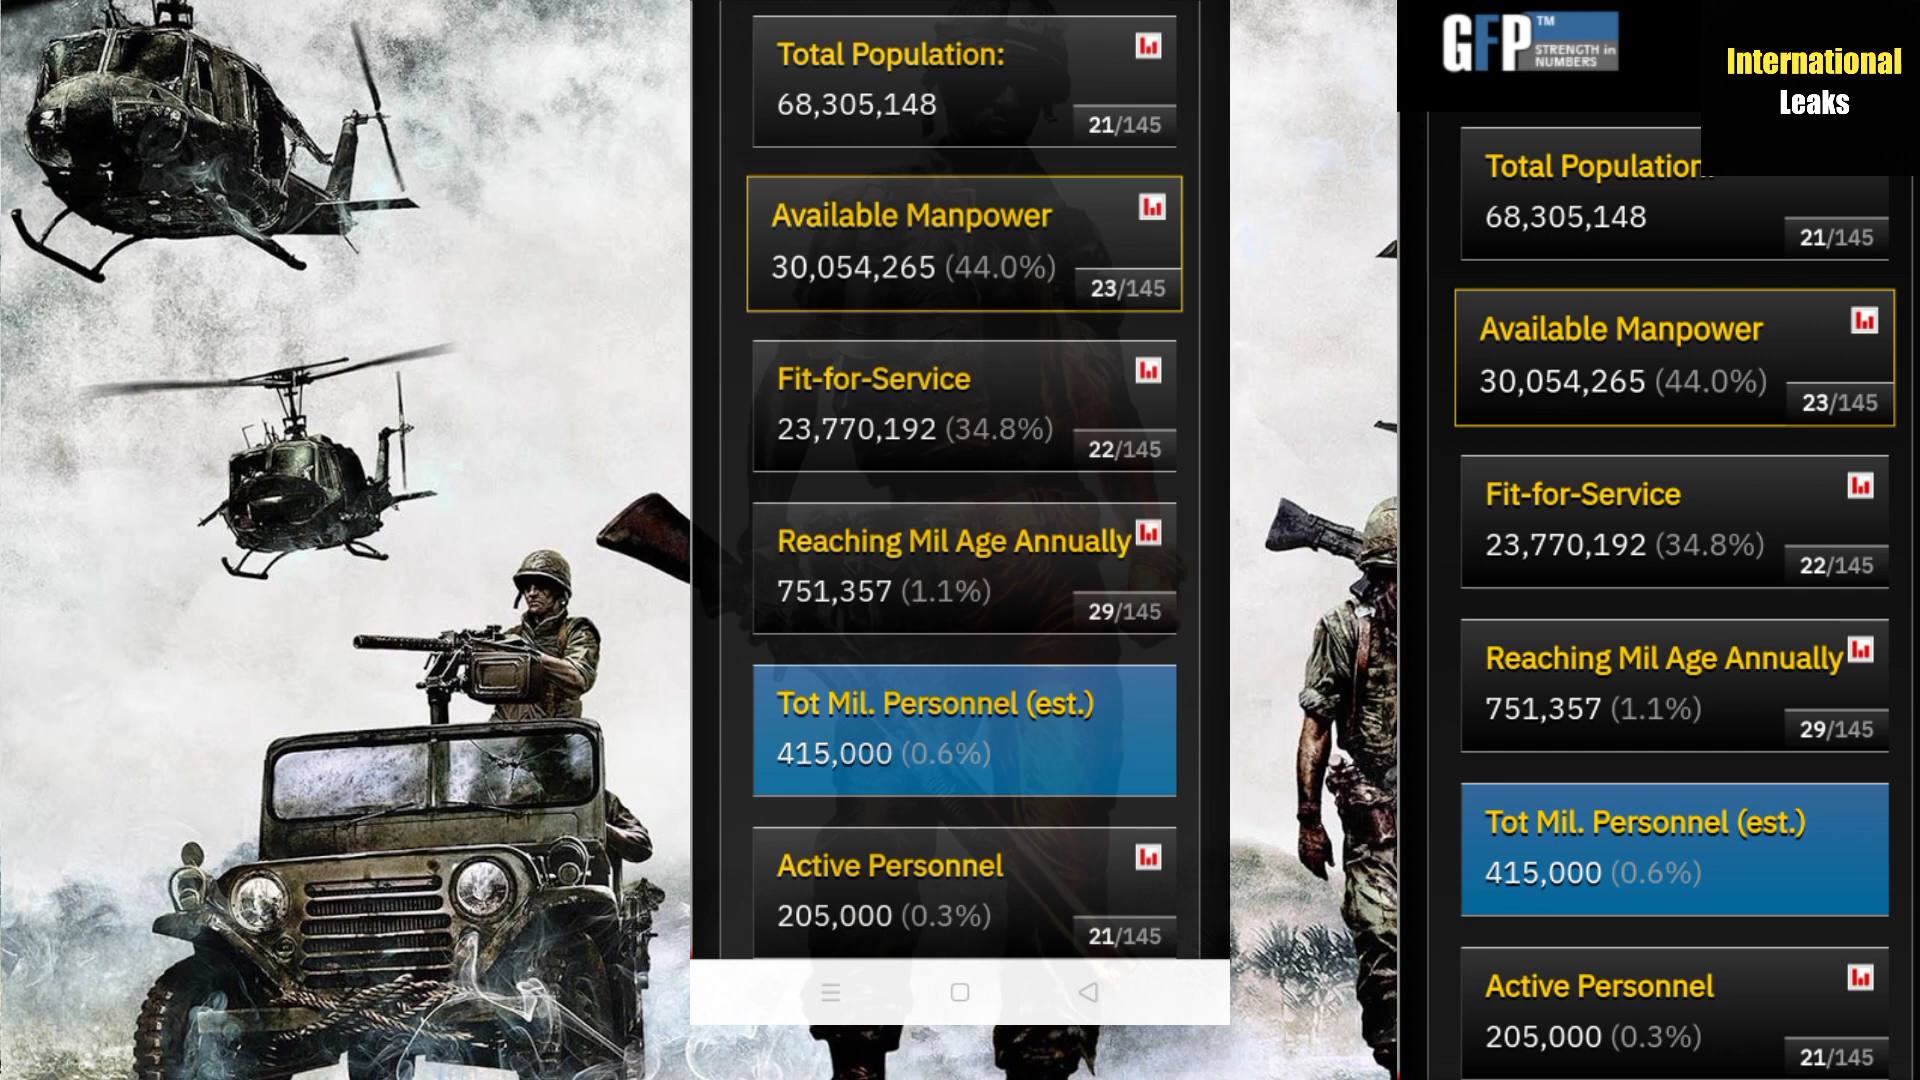 Total Population:
68,305,148
21/145
Available Manpower
30,054,265 (44.0%)
23/145
Fit-for-Service
23,770,192 (34.8%)
22/145
Reaching Mil Age Annually
751,357 (1.1%)
29/145
Tot Mil. Personnel (est.)
415,000 (0.6%)
Active Personnel
205,000 (0.3%)
21/145
GFP™
STRENGTH in
NUMBERS
International
Leaks
Total Population:
68,305,148
21/145
Available Manpower
30,054,265 (44.0%)
23/145
Fit-for-Service
23,770,192 (34.8%)
22/145
Reaching Mil Age Annually
751,357 (1.1%)
29/145
Tot Mil. Personnel (est.)
415,000 (0.6%)
Active Personnel
205,000 (0.3%)
21/145